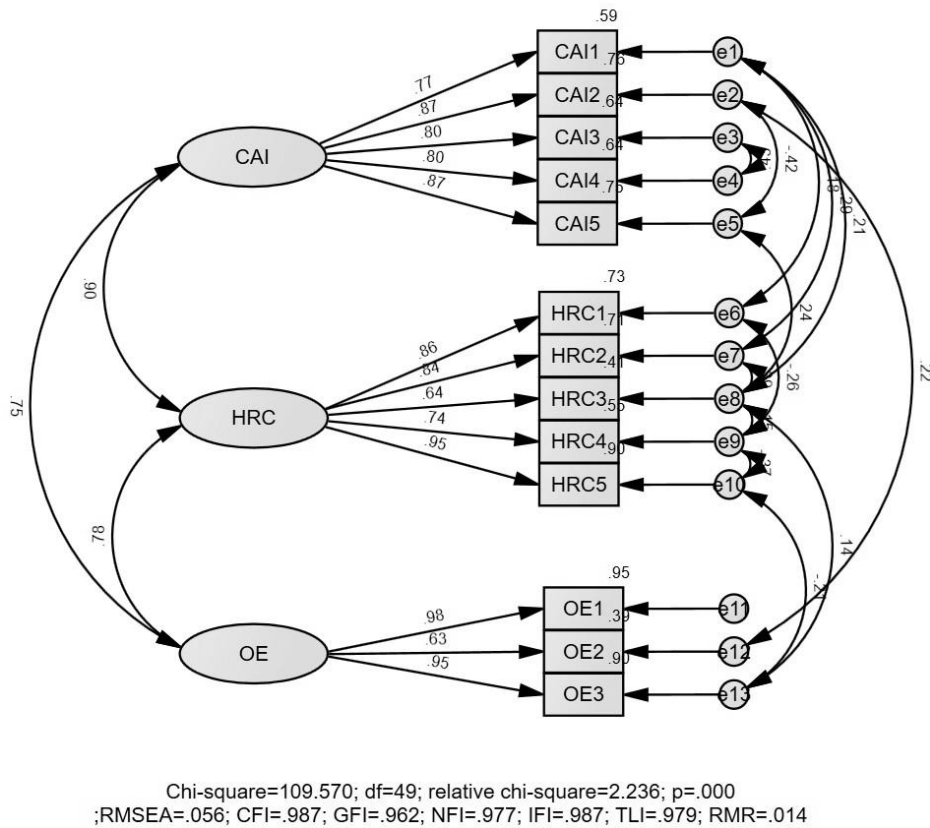 .59
CAI1
e1
.76
.77
CAI2
e2
.87
.64
CAI3
e3
.80
.64
CAI4
e4
.80
.75
CAI5
e5
.87
CAI
-.42
.18
.29
.21
.90
.75
.73
HRC1
e6
.71
.86
HRC2
e7
.84
.41
HRC3
e8
.64
.55
HRC4
e9
.74
.90
HRC5
e10
.95
HRC
.24
-.26
-.37
.22
.14
.78
.95
OE1
e11
.98
.39
OE2
e12
.63
.90
OE3
e13
.95
OE
Chi-square=109.570; df=49; relative chi-square=2.236; p=.000
;RMSEA=.056; CFI=.987; GFI=.962; NFI=.977; IFI=.987; TLI=.979; RMR=.014